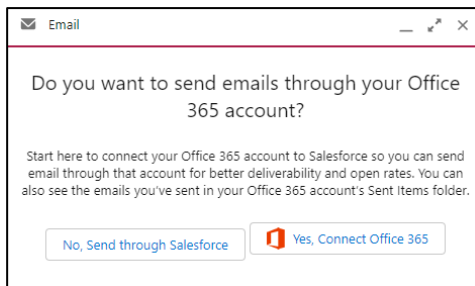 Email
Do you want to send emails through your Office
365 account?
Start here to connect your Office 365 account to Salesforce so you can send
email through that account for better deliverability and open rates. You can
also see the emails you've sent in your Office 365 account's Sent Items folder.
No, Send through Salesforce
Yes, Connect Office 365